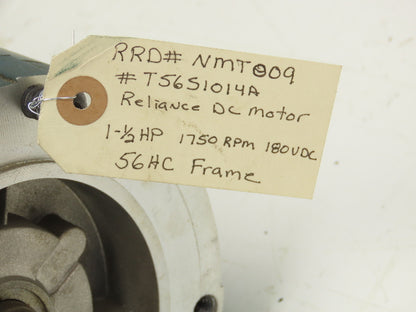 RRD# NMT009
#T56S1014A
Reliance DC motor
1-½HP 1750 RPM 180VDC
56HC Frame